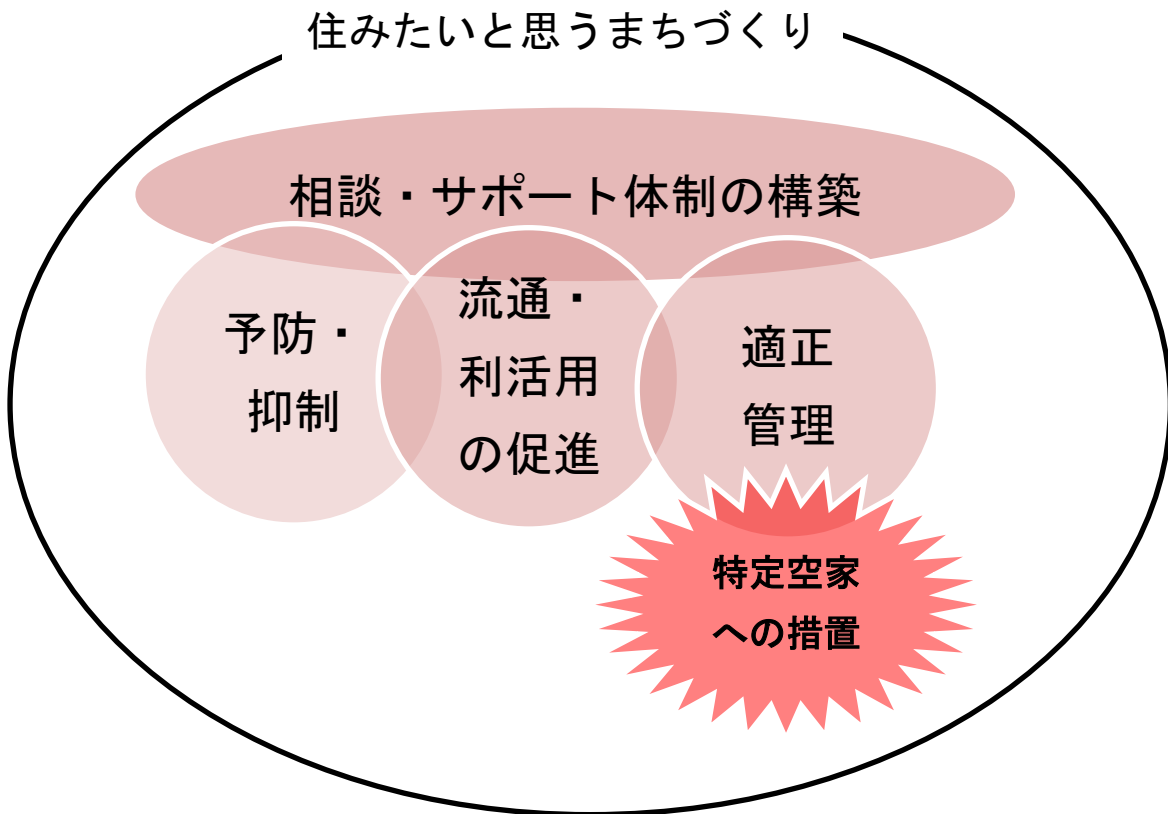 住みたいと思うまちづくり
相談・サポート体制の構築
予防・
抑制
流通・
利活用
の促進
適正
管理
特定空家
への措置